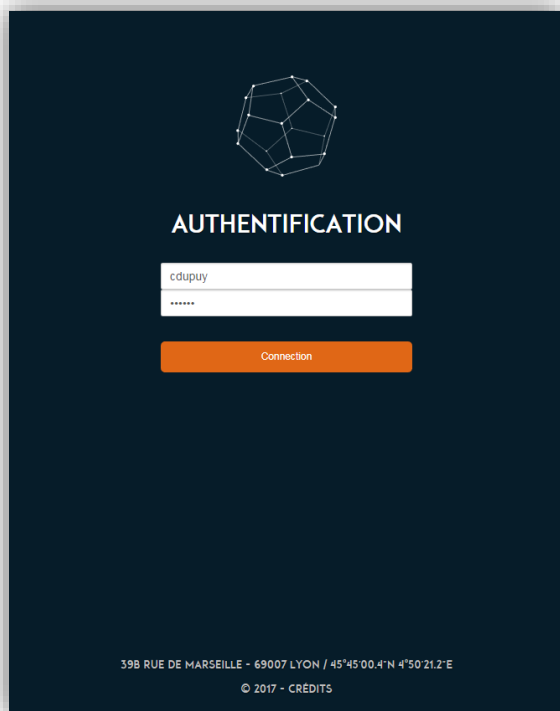 AUTHENTIFICATION
cdupuy
••••••
Connection
39B RUE DE MARSEILLE - 69007 LYON / 45°45'00.4"N 4°50'21.2"E
© 2017 - CRÉDITS